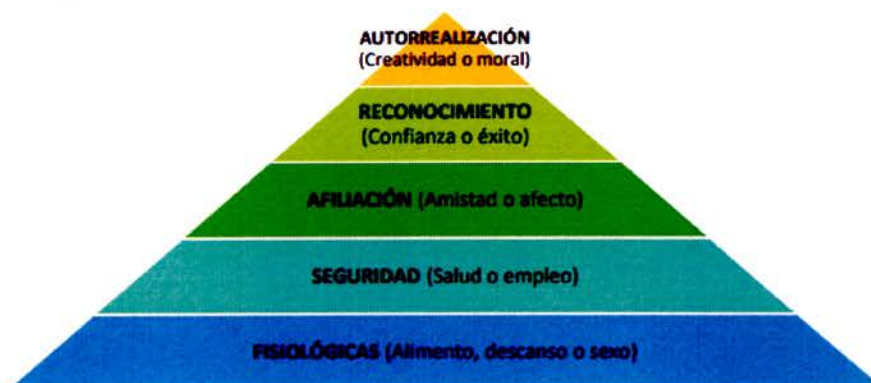 AUTORREALIZACIÓN
(Creatividad o moral)
RECONOCIMIENTO
(Confianza o éxito)
AFILIACIÓN (Amistad o afecto)
SEGURIDAD (Salud o empleo)
FISIOLÓGICAS (Alimento, descanso o sexo)